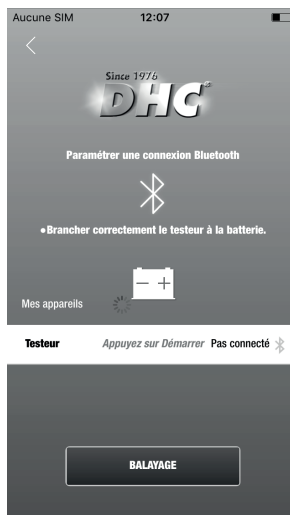 Aucune SIM 12:07
Since 1976
DHC
Paramétrer une connexion Bluetooth
•Brancher correctement le testeur à la batterie.
Mes appareils
Testeur Appuyez sur Démarrer Pas connecté
BALAYAGE